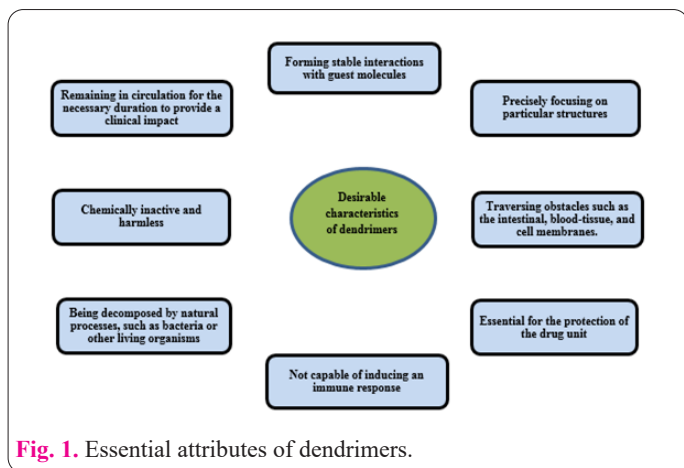 Forming stable interactions
with guest molecules
Remaining in circulation for the
necessary duration to provide a
clinical impact
Precisely focusing on
particular structures
Desirable
characteristics
of dendrimers
Chemically inactive and
harmless
Traversing obstacles such as
the intestinal, blood-tissue, and
cell membranes.
Being decomposed by natural
processes, such as bacteria or
other living organisms
Essential for the protection of
the drug unit
Not capable of inducing an
immune response
Fig. 1. Essential attributes of dendrimers.